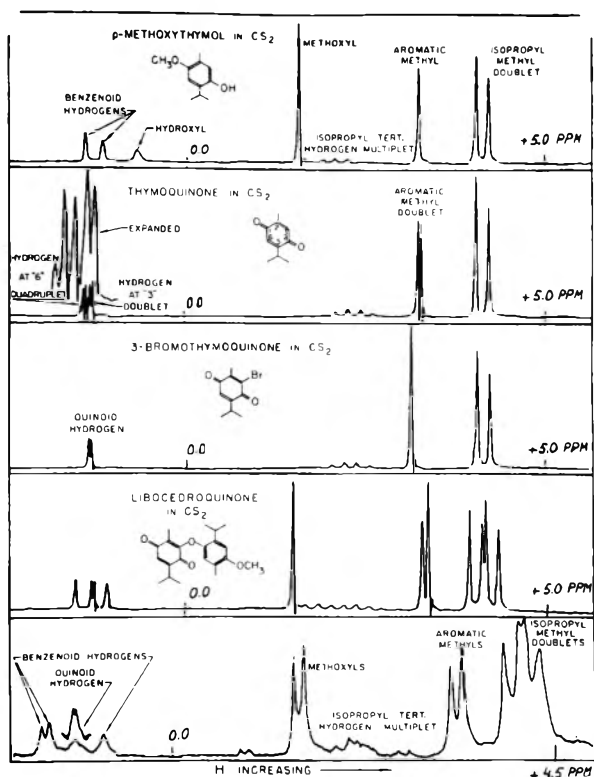 p-METHOXYTHYMOL IN CS2
CH3O
OH
BENZENOID
HYDROGENS
HYDROXYL
0.0
METHOXYL
ISOPROPYL TERT.
HYDROGEN MULTIPLET
AROMATIC
METHYL
ISOPROPYL
METHYL
DOUBLET
+5.0 PPM
THYMOQUINONE IN CS2
O
O
EXPANDED
HYDROGEN
AT "6"
QUADRUPLET
HYDROGEN
AT "3"
DOUBLET
0.0
AROMATIC
METHYL
DOUBLET
+5.0 PPM
3-BROMOTHYMOQUINONE IN CS2
O
Br
O
QUINOID
HYDROGEN
0.0
+5.0 PPM
LIBOCEDROQUINONE
IN CS2
O
O
O
OCH3
0.0
+5.0 PPM
BENZENOID HYDROGENS
QUINOID
HYDROGEN
0.0
METHOXYLS
ISOPROPYL TERT.
HYDROGEN MULTIPLET
AROMATIC
METHYLS
ISOPROPYL
METHYL
DOUBLETS
H INCREASING
+4.5 PPM